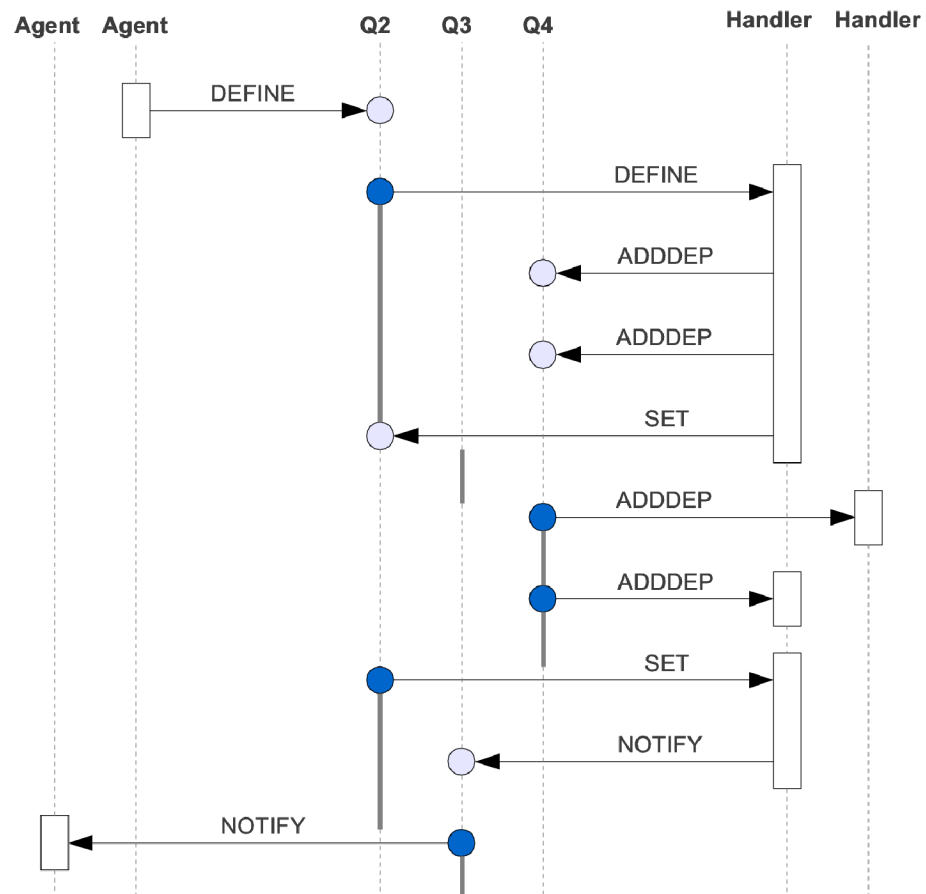 Agent Agent Q2 Q3 Q4 Handler Handler
DEFINE
DEFINE
ADDDEP
ADDDEP
SET
ADDDEP
ADDDEP
SET
NOTIFY
NOTIFY